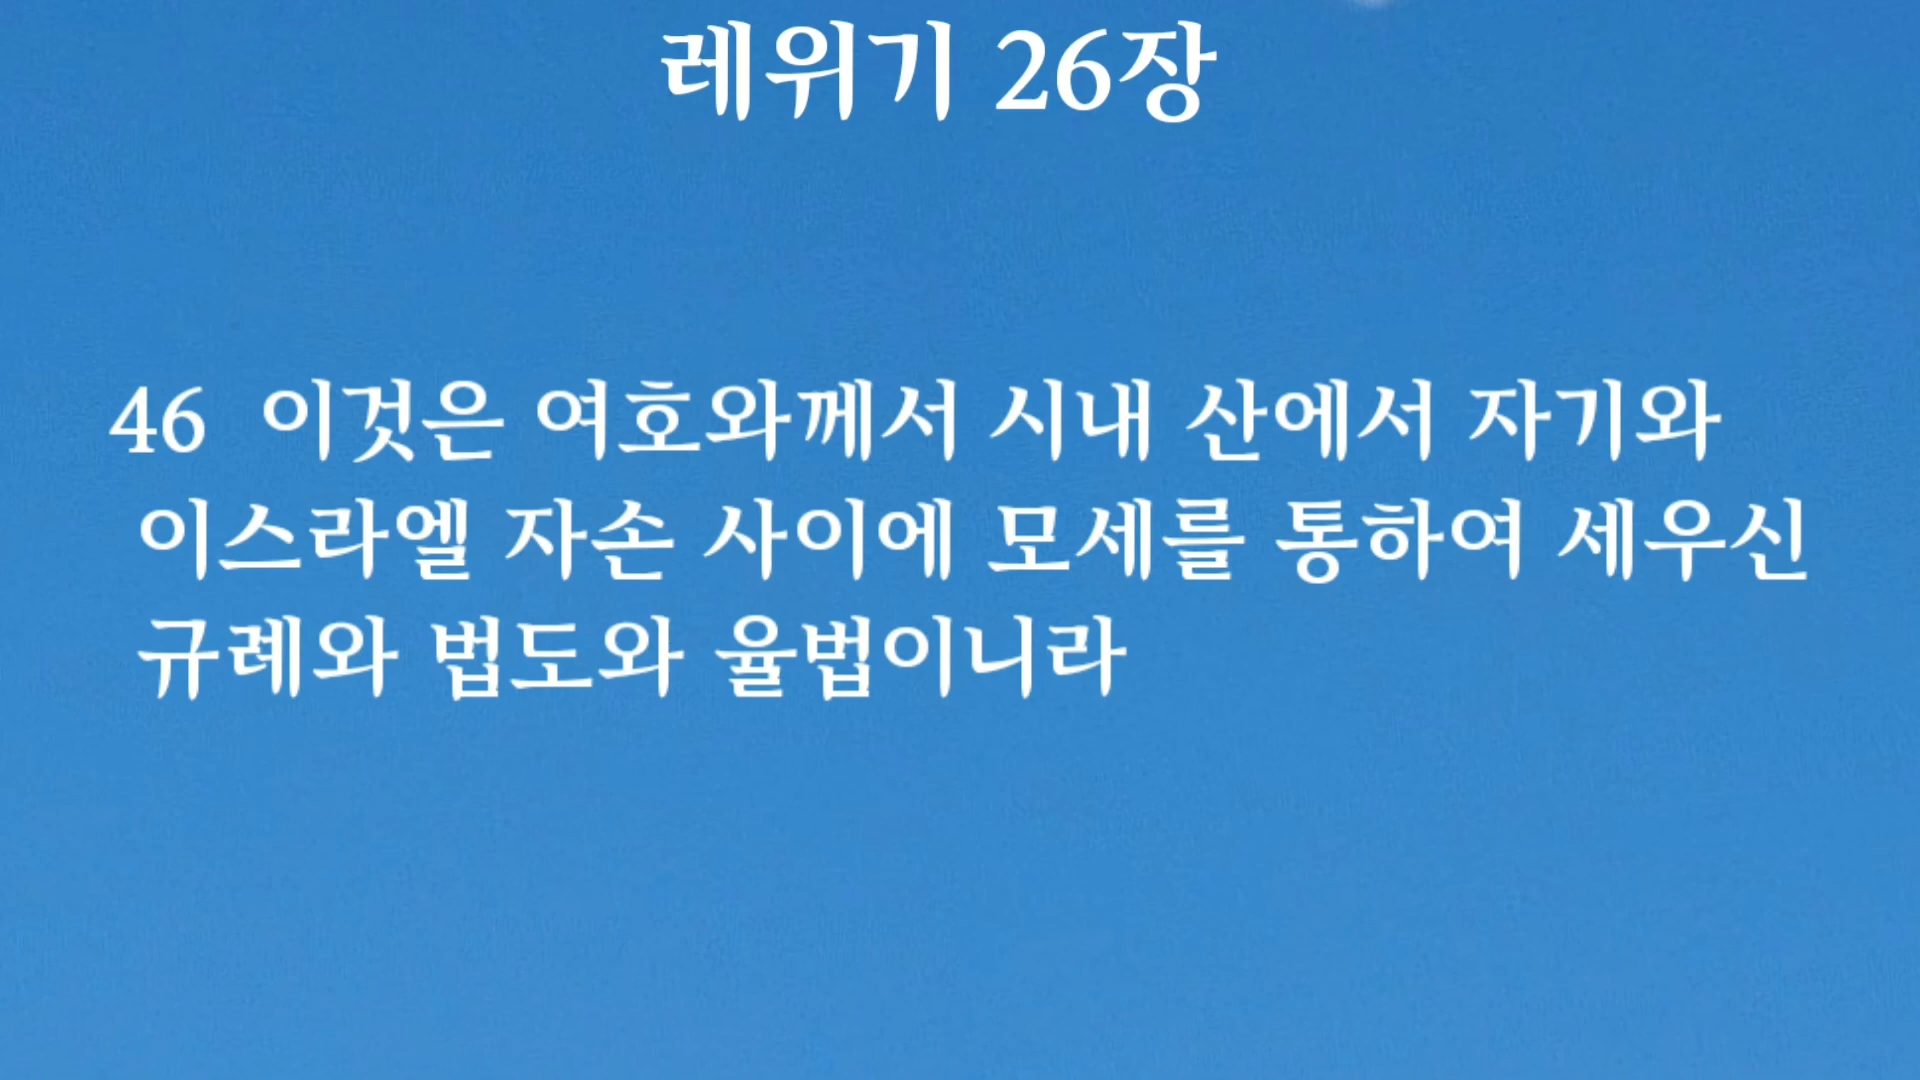 레위기 26장
46 이것은 여호와께서 시내 산에서 자기와
이스라엘 자손 사이에 모세를 통하여 세우신
규례와 법도와 율법이니라